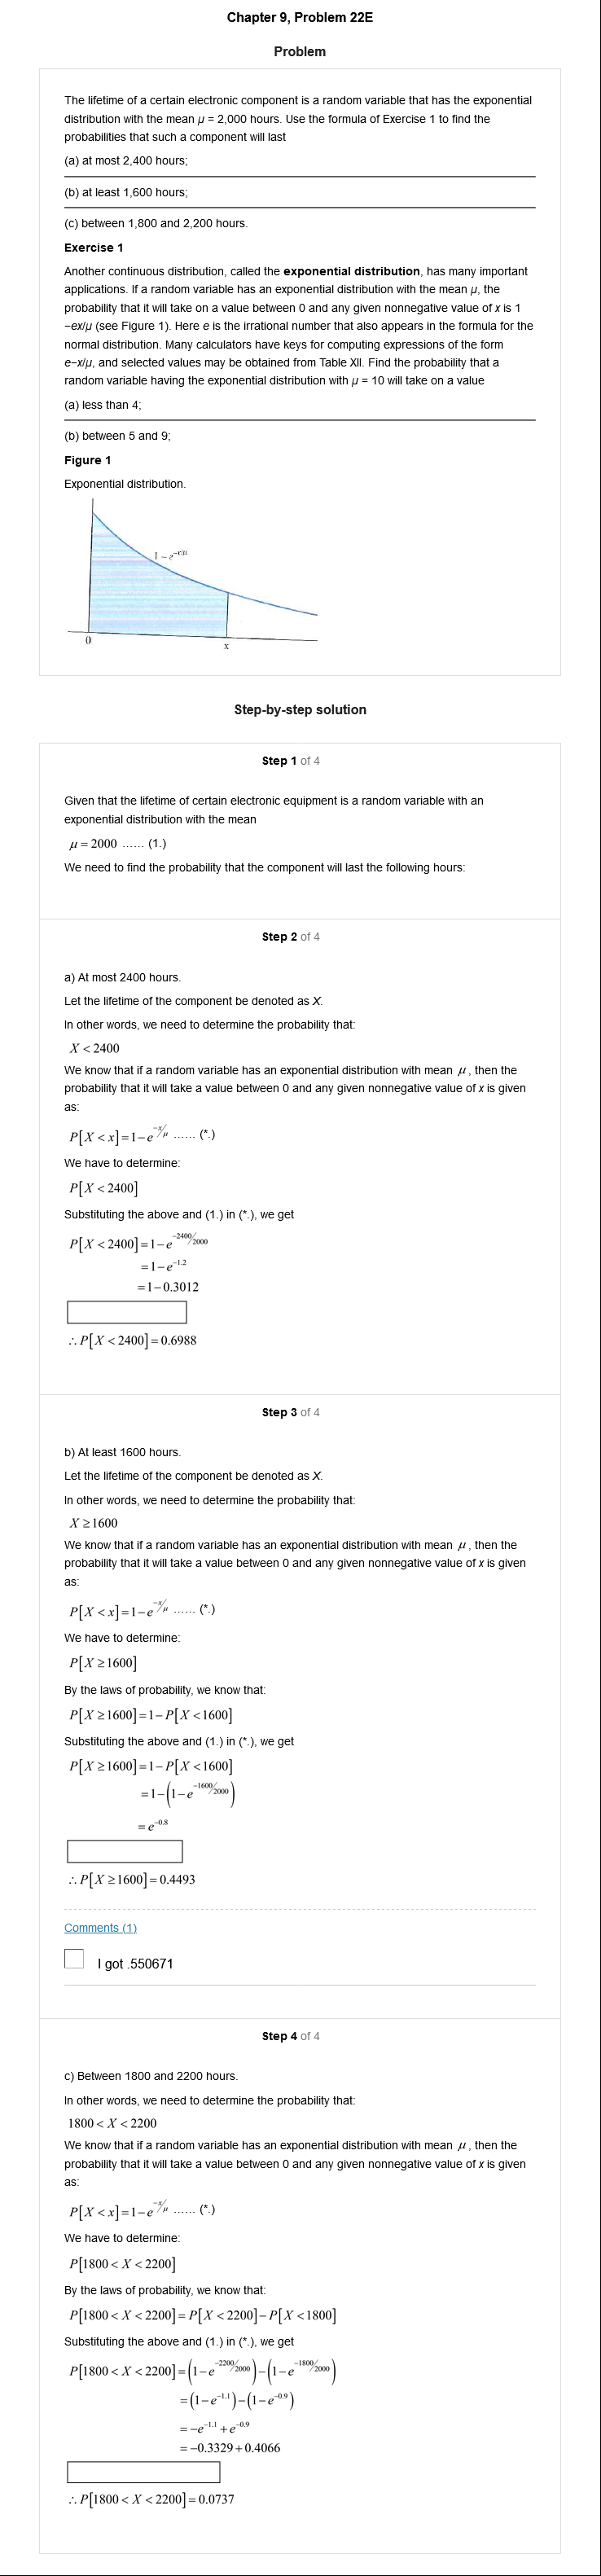 Chapter 9, Problem 22E
Problem
The lifetime of a certain electronic component is a random variable that has the exponential
distribution with the mean μ = 2,000 hours. Use the formula of Exercise 1 to find the
probabilities that such a component will last
(a) at most 2,400 hours;
(b) at least 1,600 hours;
(c) between 1,800 and 2,200 hours.
Exercise 1
Another continuous distribution, called the exponential distribution, has many important
applications. If a random variable has an exponential distribution with the mean μ, the
probability that it will take on a value between 0 and any given nonnegative value of x is 1
−ex/μ (see Figure 1). Here e is the irrational number that also appears in the formula for the
normal distribution. Many calculators have keys for computing expressions of the form
e−x/μ, and selected values may be obtained from Table XII. Find the probability that a
random variable having the exponential distribution with μ = 10 will take on a value
(a) less than 4;
(b) between 5 and 9;
Figure 1
Exponential distribution.
1 − e^−x/μ
0
x
Step-by-step solution
Step 1 of 4
Given that the lifetime of certain electronic equipment is a random variable with an
exponential distribution with the mean
μ = 2000 …… (1.)
We need to find the probability that the component will last the following hours:
Step 2 of 4
a) At most 2400 hours.
Let the lifetime of the component be denoted as X.
In other words, we need to determine the probability that:
X < 2400
We know that if a random variable has an exponential distribution with mean μ, then the
probability that it will take a value between 0 and any given nonnegative value of x is given
as:
P[X < x] = 1 − e^−x/μ …… (*.)
We have to determine:
P[X < 2400]
Substituting the above and (1.) in (*.), we get
P[X < 2400] = 1 − e^−2400/2000
= 1 − e^−1.2
= 1 − 0.3012
∴ P[X < 2400] = 0.6988
Step 3 of 4
b) At least 1600 hours.
Let the lifetime of the component be denoted as X.
In other words, we need to determine the probability that:
X ≥ 1600
We know that if a random variable has an exponential distribution with mean μ, then the
probability that it will take a value between 0 and any given nonnegative value of x is given
as:
P[X < x] = 1 − e^−x/μ …… (*.)
We have to determine:
P[X ≥ 1600]
By the laws of probability, we know that:
P[X ≥ 1600] = 1 − P[X < 1600]
Substituting the above and (1.) in (*.), we get
P[X ≥ 1600] = 1 − P[X < 1600]
= 1 − (1 − e^−1600/2000)
= e^−0.8
∴ P[X ≥ 1600] = 0.4493
Comments (1)
I got .550671
Step 4 of 4
c) Between 1800 and 2200 hours.
In other words, we need to determine the probability that:
1800 < X < 2200
We know that if a random variable has an exponential distribution with mean μ, then the
probability that it will take a value between 0 and any given nonnegative value of x is given
as:
P[X < x] = 1 − e^−x/μ …… (*.)
We have to determine:
P[1800 < X < 2200]
By the laws of probability, we know that:
P[1800 < X < 2200] = P[X < 2200] − P[X < 1800]
Substituting the above and (1.) in (*.), we get
P[1800 < X < 2200] = (1 − e^−2200/2000) − (1 − e^−1800/2000)
= (1 − e^−1.1) − (1 − e^−0.9)
= −e^−1.1 + e^−0.9
= −0.3329 + 0.4066
∴ P[1800 < X < 2200] = 0.0737